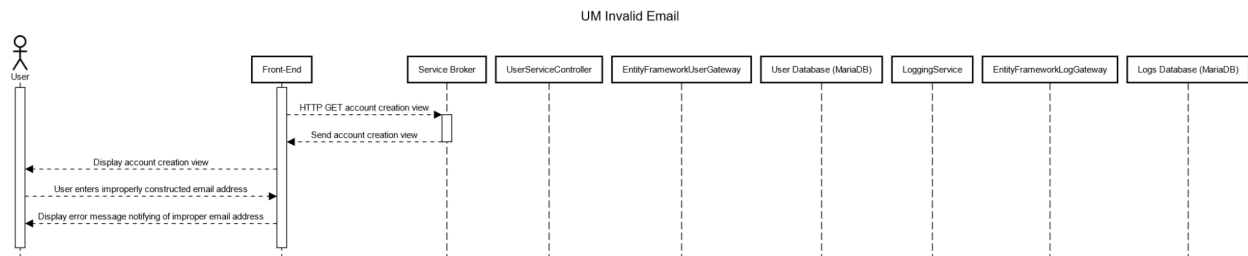 UM Invalid Email
User
Front-End
Service Broker
UserServiceController
EntityFrameworkUserGateway
User Database (MariaDB)
LoggingService
EntityFrameworkLogGateway
Logs Database (MariaDB)
HTTP GET account creation view
Send account creation view
Display account creation view
User enters improperly constructed email address
Display error message notifying of improper email address